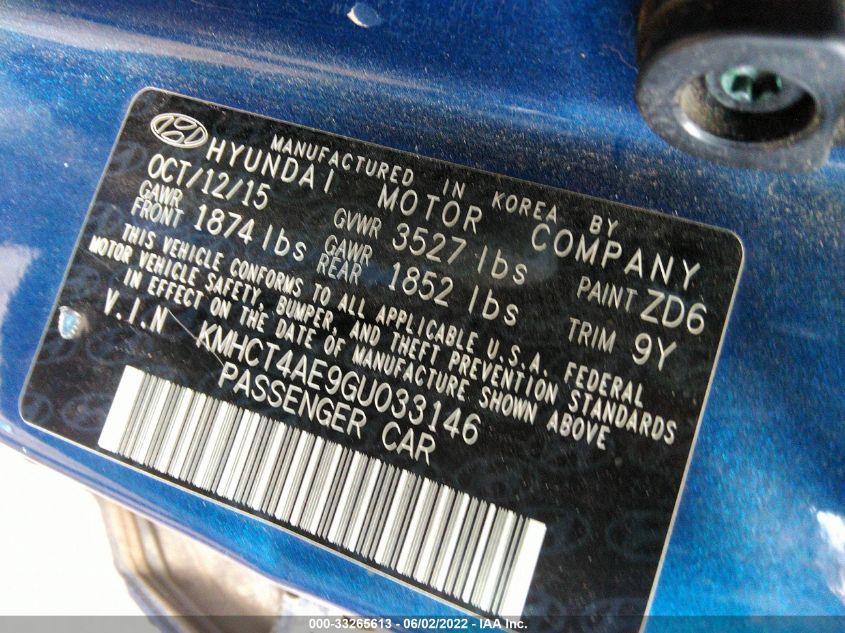 MANUFACTURED IN KOREA BY
HYUNDAI MOTOR COMPANY
OCT/12/15 GVWR 3527 lbs PAINT ZD6
GAWR FRONT 1874 lbs GAWR REAR 1852 lbs TRIM 9Y
THIS VEHICLE CONFORMS TO ALL APPLICABLE U.S.A. FEDERAL
MOTOR VEHICLE SAFETY, BUMPER, AND THEFT PREVENTION STANDARDS
IN EFFECT ON THE DATE OF MANUFACTURE SHOWN ABOVE
V.I.N KMHCT4AE9GU033146
PASSENGER CAR
000-33265613 - 06/02/2022 - IAA Inc.